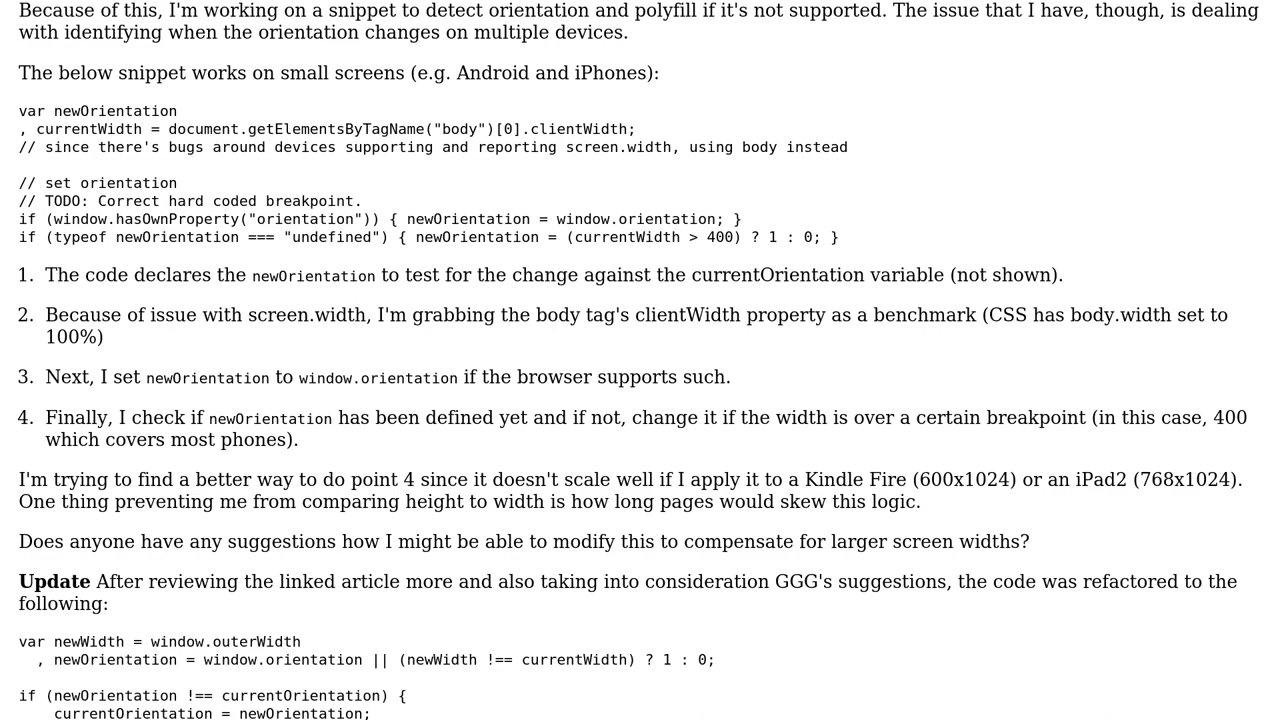 Because of this, I'm working on a snippet to detect orientation and polyfill if it's not supported. The issue that I have, though, is dealing
with identifying when the orientation changes on multiple devices.
The below snippet works on small screens (e.g. Android and iPhones):
var newOrientation
, currentWidth = document.getElementsByTagName("body")[0].clientWidth;
// since there's bugs around devices supporting and reporting screen.width, using body instead
// set orientation
// TODO: Correct hard coded breakpoint.
if (window.hasOwnProperty("orientation")) { newOrientation = window.orientation; }
if (typeof newOrientation === "undefined") { newOrientation = (currentWidth > 400) ? 1 : 0; }
1. The code declares the newOrientation to test for the change against the currentOrientation variable (not shown).
2. Because of issue with screen.width, I'm grabbing the body tag's clientWidth property as a benchmark (CSS has body.width set to
100%)
3. Next, I set newOrientation to window.orientation if the browser supports such.
4. Finally, I check if newOrientation has been defined yet and if not, change it if the width is over a certain breakpoint (in this case, 400
which covers most phones).
I'm trying to find a better way to do point 4 since it doesn't scale well if I apply it to a Kindle Fire (600x1024) or an iPad2 (768x1024).
One thing preventing me from comparing height to width is how long pages would skew this logic.
Does anyone have any suggestions how I might be able to modify this to compensate for larger screen widths?
Update After reviewing the linked article more and also taking into consideration GGG's suggestions, the code was refactored to the
following:
var newWidth = window.outerWidth
  , newOrientation = window.orientation || (newWidth !== currentWidth) ? 1 : 0;
if (newOrientation !== currentOrientation) {
    currentOrientation = newOrientation;